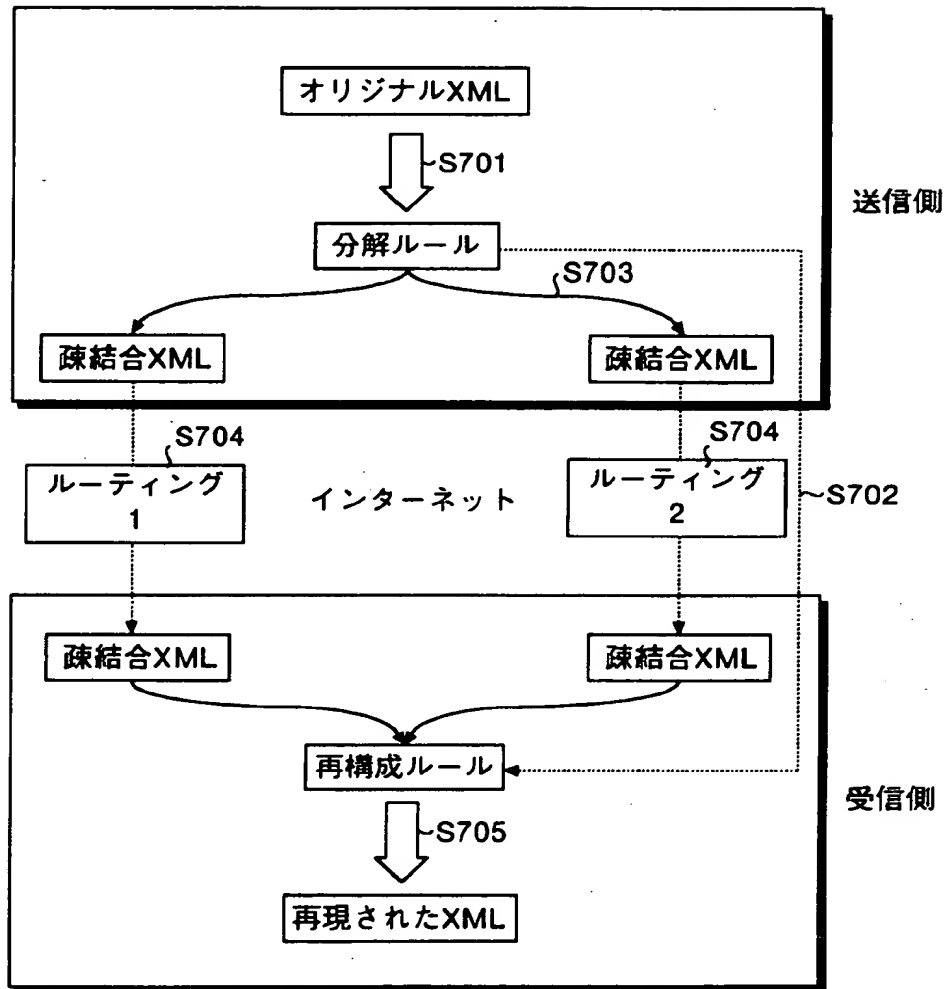 オリジナルXML
S701
送信側
分解ルール
S703
疎結合XML
疎結合XML
S704
S704
ルーティング
1
インターネット
ルーティング
2
S702
疎結合XML
疎結合XML
再構成ルール
受信側
S705
再現されたXML